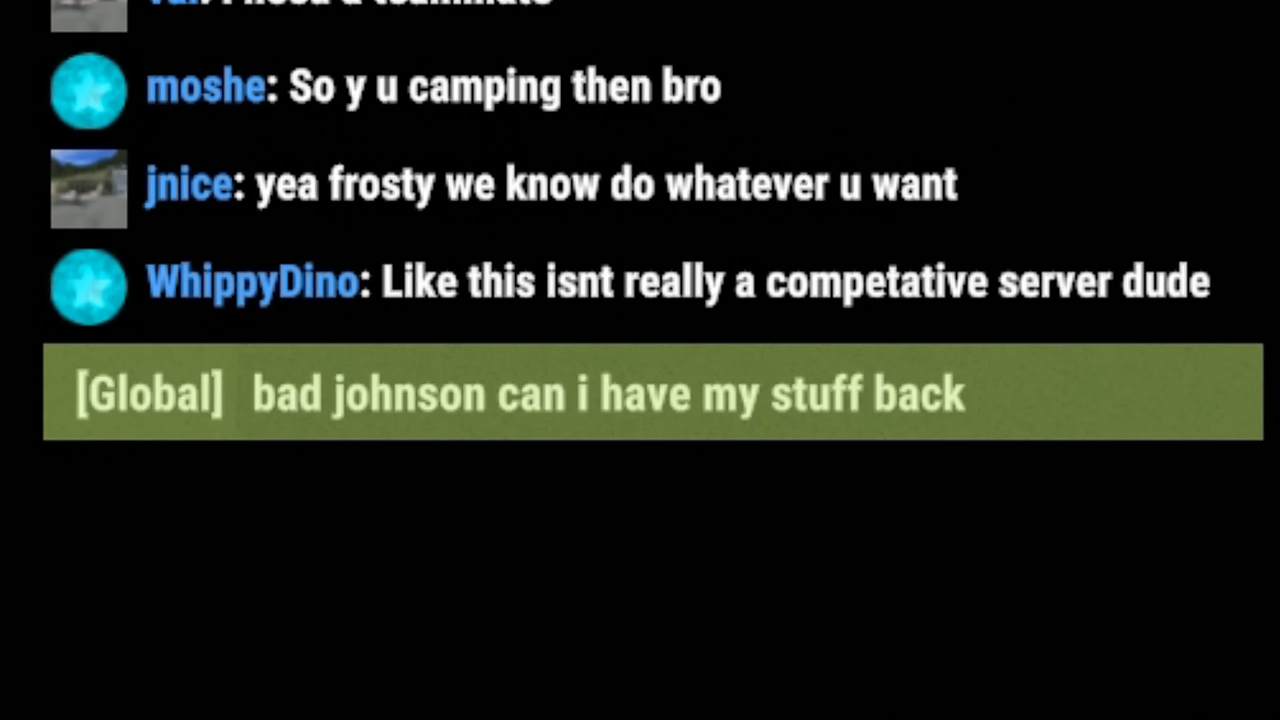 moshe: So y u camping then bro
jnice: yea frosty we know do whatever u want
WhippyDino: Like this isnt really a competative server dude
[Global] bad johnson can i have my stuff back